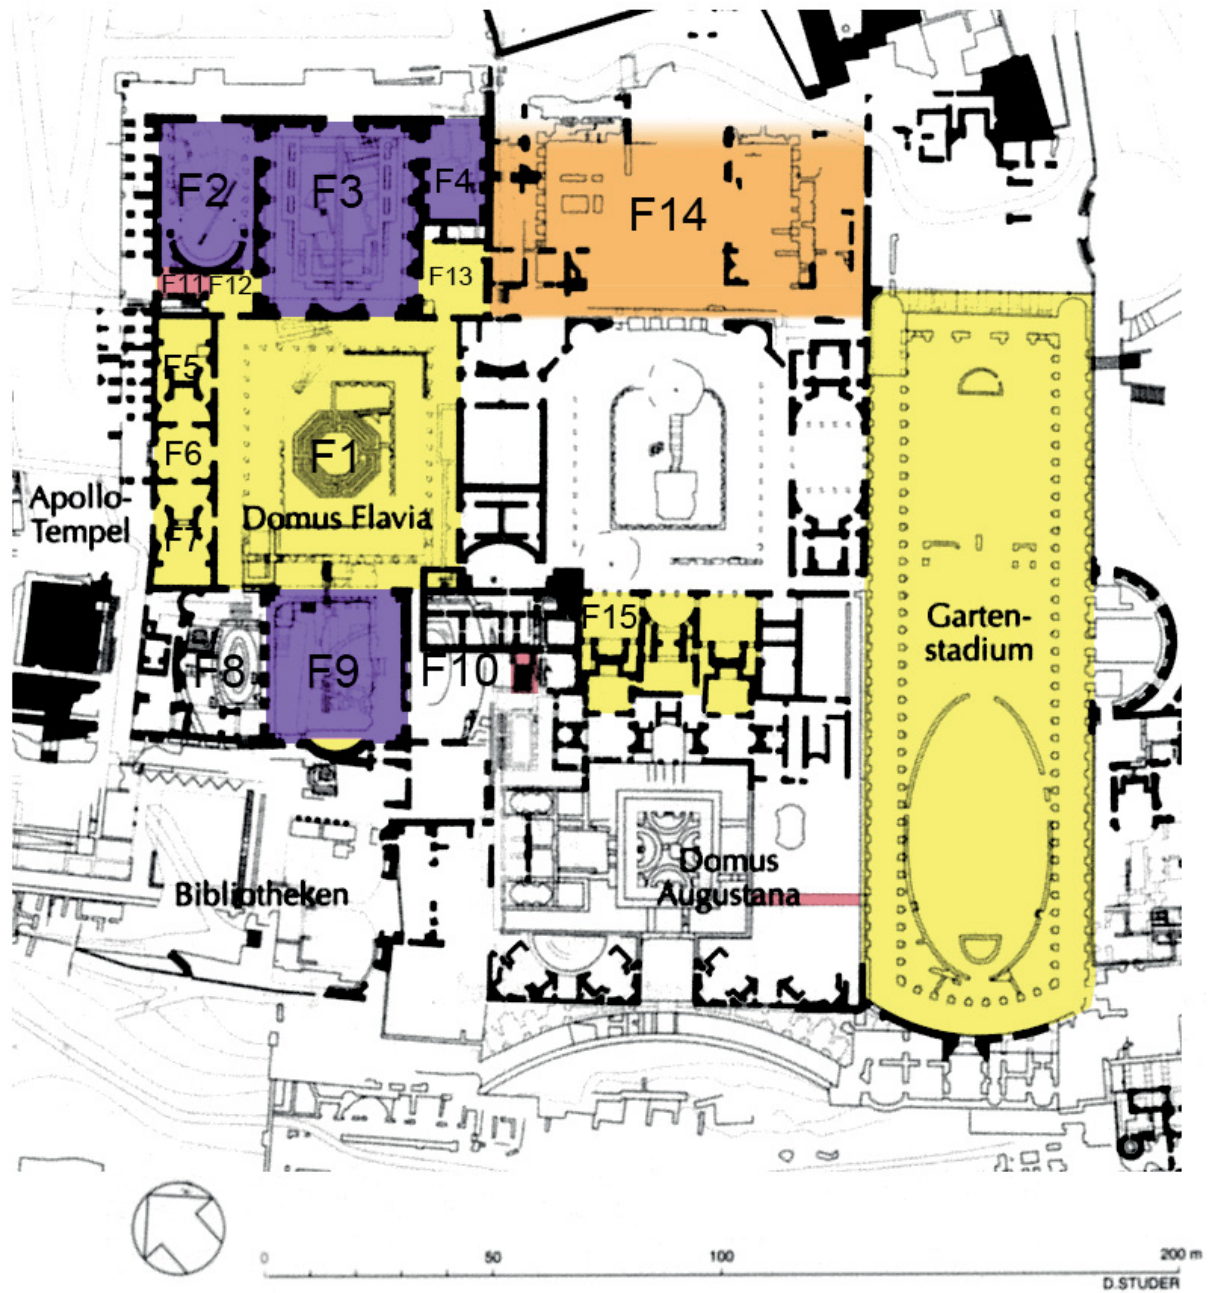 F2
F3
F4
F14
F11
F12
F13
F5
F1
F6
Apollo-
Tempel
Domus Flavia
F7
F15
Garten-
stadium
F8
F9
F10
Domus
Augustana
Bibliotheken
0
50
100
200 m
D.STUDER